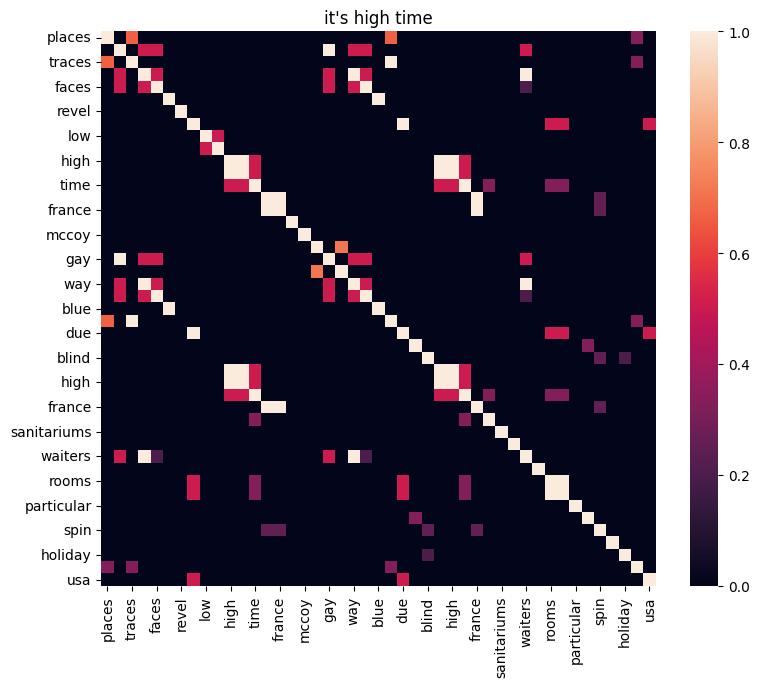 it's high time
places
traces
faces
revel
low
high
time
france
mccoy
gay
way
blue
due
blind
high
france
sanitariums
waiters
rooms
particular
spin
holiday
usa
1.0
0.8
0.6
0.4
0.2
0.0
places
traces
faces
revel
low
high
time
france
mccoy
gay
way
blue
due
blind
high
france
sanitariums
waiters
rooms
particular
spin
holiday
usa